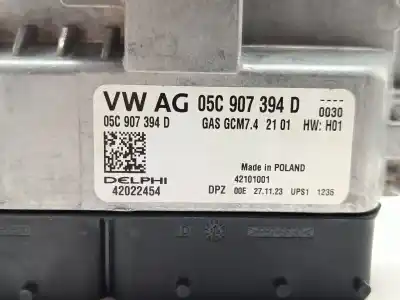 VW AG 05C 907 394 D
0030
05C 907 394 D GAS GCM7.4 21 01 HW: H01
Made in POLAND
DELPHI 42101001
42022454 DPZ 00E 27.11.23 UPS1 1235